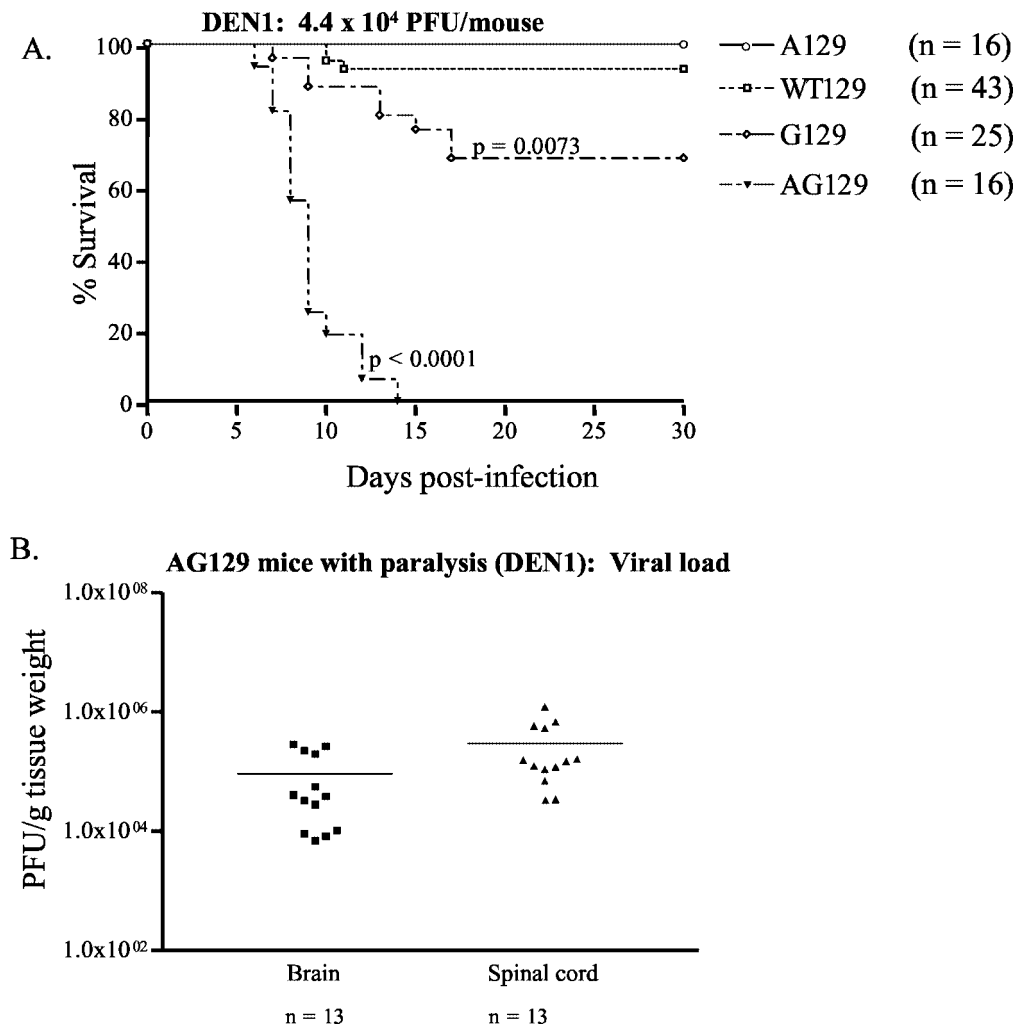 A.
DEN1: 4.4 x 10⁴ PFU/mouse
% Survival
100
80
60
40
20
0
p = 0.0073
p < 0.0001
0 5 10 15 20 25 30
Days post-infection
A129 (n = 16)
WT129 (n = 43)
G129 (n = 25)
AG129 (n = 16)
B.
AG129 mice with paralysis (DEN1): Viral load
PFU/g tissue weight
1.0x10⁰⁸
1.0x10⁰⁶
1.0x10⁰⁴
1.0x10⁰²
Brain Spinal cord
n = 13 n = 13